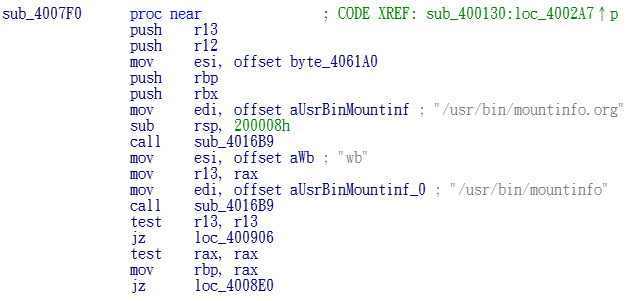 sub_4007F0 proc near ; CODE XREF: sub_400130:loc_4002A7↑p
push r13
push r12
mov esi, offset byte_4061A0
push rbp
push rbx
mov edi, offset aUsrBinMountinf ; "/usr/bin/mountinfo.org"
sub rsp, 200008h
call sub_4016B9
mov esi, offset aWb ; "wb"
mov r13, rax
mov edi, offset aUsrBinMountinf_0 ; "/usr/bin/mountinfo"
call sub_4016B9
test r13, r13
jz loc_400906
test rax, rax
mov rbp, rax
jz loc_4008E0